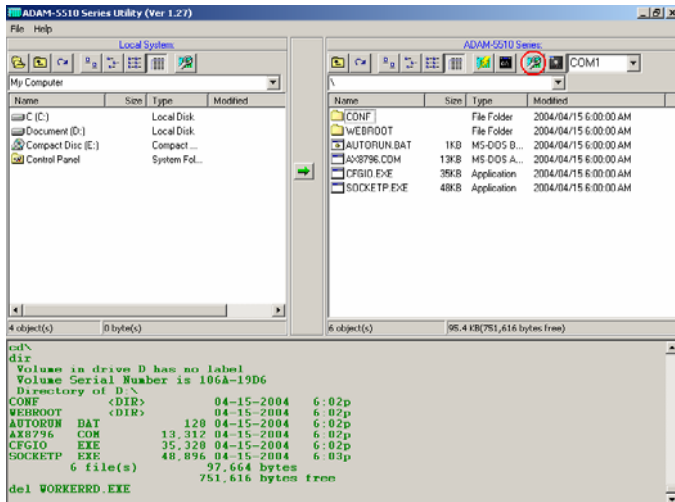 ADAM-5510 Series Utility (Ver 1.27)
File Help
Local System:
My Computer
Name Size Type Modified
C (C:) Local Disk
Document (D:) Local Disk
Compact Disc (E:) Compact ...
Control Panel System Fol...
4 object(s) 0 byte(s)
ADAM-5510 Series:
COM1
\
Name Size Type Modified
CONF File Folder 2004/04/15 6:00:00 AM
WEBROOT File Folder 2004/04/15 6:00:00 AM
AUTORUN.BAT 1KB MS-DOS B... 2004/04/15 6:00:00 AM
AX8796.COM 13KB MS-DOS A... 2004/04/15 6:00:00 AM
CFGIO.EXE 35KB Application 2004/04/15 6:00:00 AM
SOCKETP.EXE 48KB Application 2004/04/15 6:00:00 AM
6 object(s) 95.4 KB(751,616 bytes free)
cd\
dir
Volume in drive D has no label
Volume Serial Number is 106A-19D6
Directory of D:\
CONF <DIR> 04-15-2004 6:02p
WEBROOT <DIR> 04-15-2004 6:02p
AUTORUN BAT 128 04-15-2004 6:02p
AX8796 COM 13,312 04-15-2004 6:02p
CFGIO EXE 35,328 04-15-2004 6:02p
SOCKETP EXE 48,896 04-15-2004 6:03p
6 file(s) 97,664 bytes
751,616 bytes free
del WORKERRD.EXE